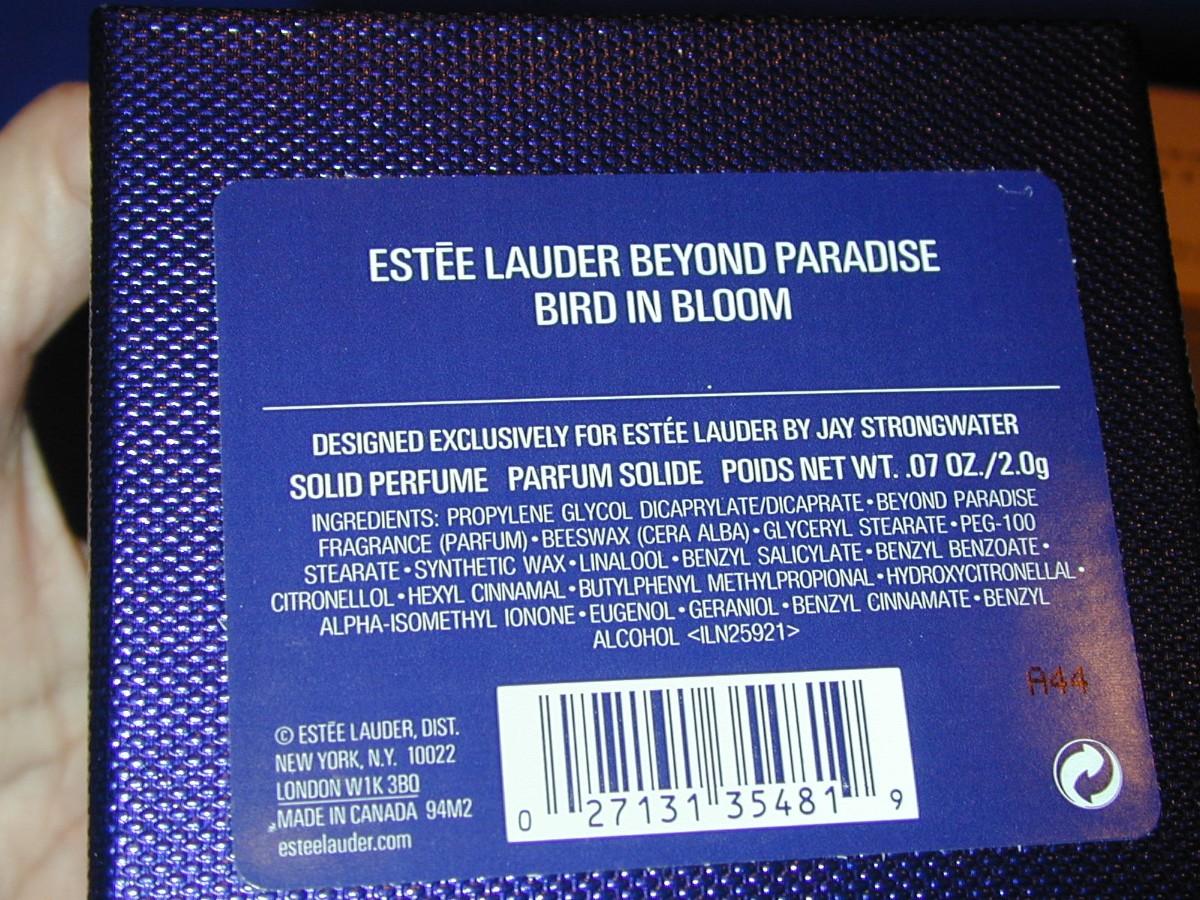 ESTĒE LAUDER BEYOND PARADISE
BIRD IN BLOOM
DESIGNED EXCLUSIVELY FOR ESTÉE LAUDER BY JAY STRONGWATER
SOLID PERFUME PARFUM SOLIDE POIDS NET WT. .07 OZ./2.0g
INGREDIENTS: PROPYLENE GLYCOL DICAPRYLATE/DICAPRATE • BEYOND PARADISE
FRAGRANCE (PARFUM) • BEESWAX (CERA ALBA) • GLYCERYL STEARATE • PEG-100
STEARATE • SYNTHETIC WAX • LINALOOL • BENZYL SALICYLATE • BENZYL BENZOATE •
CITRONELLOL • HEXYL CINNAMAL • BUTYLPHENYL METHYLPROPIONAL • HYDROXYCITRONELLAL •
ALPHA-ISOMETHYL IONONE • EUGENOL • GERANIOL • BENZYL CINNAMATE • BENZYL
ALCOHOL <ILN25921>
A44
© ESTĒE LAUDER, DIST.
NEW YORK, N.Y. 10022
LONDON W1K 3BQ
MADE IN CANADA 94M2
esteelauder.com
0 27131 35481 9